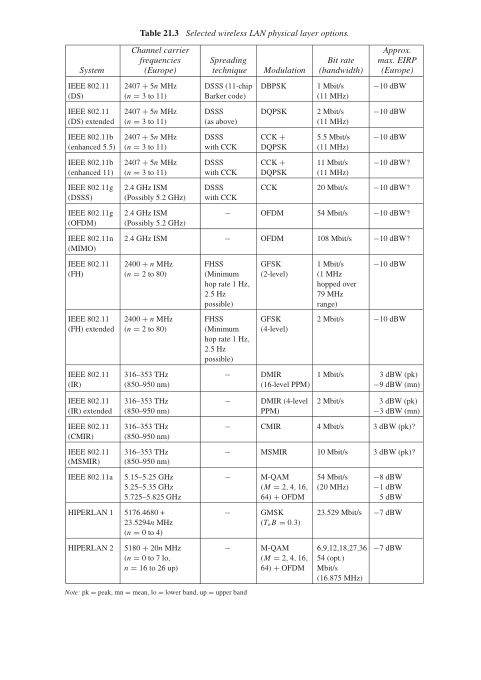 Table 21.3 Selected wireless LAN physical layer options.
System Channel carrier frequencies (Europe) Spreading technique Modulation Bit rate (bandwidth) Approx. max. EIRP (Europe)
IEEE 802.11 2407 + 5n MHz DSSS (11-chip DBPSK 1 Mbit/s −10 dBW
(DS) (n = 3 to 11) Barker code) (11 MHz)
IEEE 802.11 2407 + 5n MHz DSSS DQPSK 2 Mbit/s −10 dBW
(DS) extended (n = 3 to 11) (as above) (11 MHz)
IEEE 802.11b 2407 + 5n MHz DSSS CCK + 5.5 Mbit/s −10 dBW
(enhanced 5.5) (n = 3 to 11) with CCK DQPSK (11 MHz)
IEEE 802.11b 2407 + 5n MHz DSSS CCK + 11 Mbit/s −10 dBW?
(enhanced 11) (n = 3 to 11) with CCK DQPSK (11 MHz)
IEEE 802.11g 2.4 GHz ISM DSSS CCK 20 Mbit/s −10 dBW?
(DSSS) (Possibly 5.2 GHz) with CCK
IEEE 802.11g 2.4 GHz ISM − OFDM 54 Mbit/s −10 dBW?
(OFDM) (Possibly 5.2 GHz)
IEEE 802.11n 2.4 GHz ISM − OFDM 108 Mbit/s −10 dBW?
(MIMO)
IEEE 802.11 2400 + n MHz FHSS GFSK 1 Mbit/s −10 dBW
(FH) (n = 2 to 80) (Minimum (2-level) (1 MHz
hop rate 1 Hz, hopped over
2.5 Hz 79 MHz
possible) range)
IEEE 802.11 2400 + n MHz FHSS GFSK 2 Mbit/s −10 dBW
(FH) extended (n = 2 to 80) (Minimum (4-level)
hop rate 1 Hz,
2.5 Hz
possible)
IEEE 802.11 316–353 THz − DMIR 1 Mbit/s 3 dBW (pk)
(IR) (850–950 nm) (16-level PPM) −9 dBW (mn)
IEEE 802.11 316–353 THz − DMIR (4-level 2 Mbit/s 3 dBW (pk)
(IR) extended (850–950 nm) PPM) −3 dBW (mn)
IEEE 802.11 316–353 THz − CMIR 4 Mbit/s 3 dBW (pk)?
(CMIR) (850–950 nm)
IEEE 802.11 316–353 THz − MSMIR 10 Mbit/s 3 dBW (pk)?
(MSMIR) (850–950 nm)
IEEE 802.11a 5.15–5.25 GHz − M-QAM 54 Mbit/s −8 dBW
5.25–5.35 GHz (M = 2, 4, 16, (20 MHz) −1 dBW
5.725–5.825 GHz 64) + OFDM 5 dBW
HIPERLAN 1 5176.4680 + − GMSK 23.529 Mbit/s −7 dBW
23.5294n MHz (TₛB = 0.3)
(n = 0 to 4)
HIPERLAN 2 5180 + 20n MHz − M-QAM 6,9,12,18,27,36 −7 dBW
(n = 0 to 7 lo, (M = 2, 4, 16, 54 (opt.)
n = 16 to 26 up) 64) + OFDM Mbit/s
(16.875 MHz)
Note: pk = peak, mn = mean, lo = lower band, up = upper band